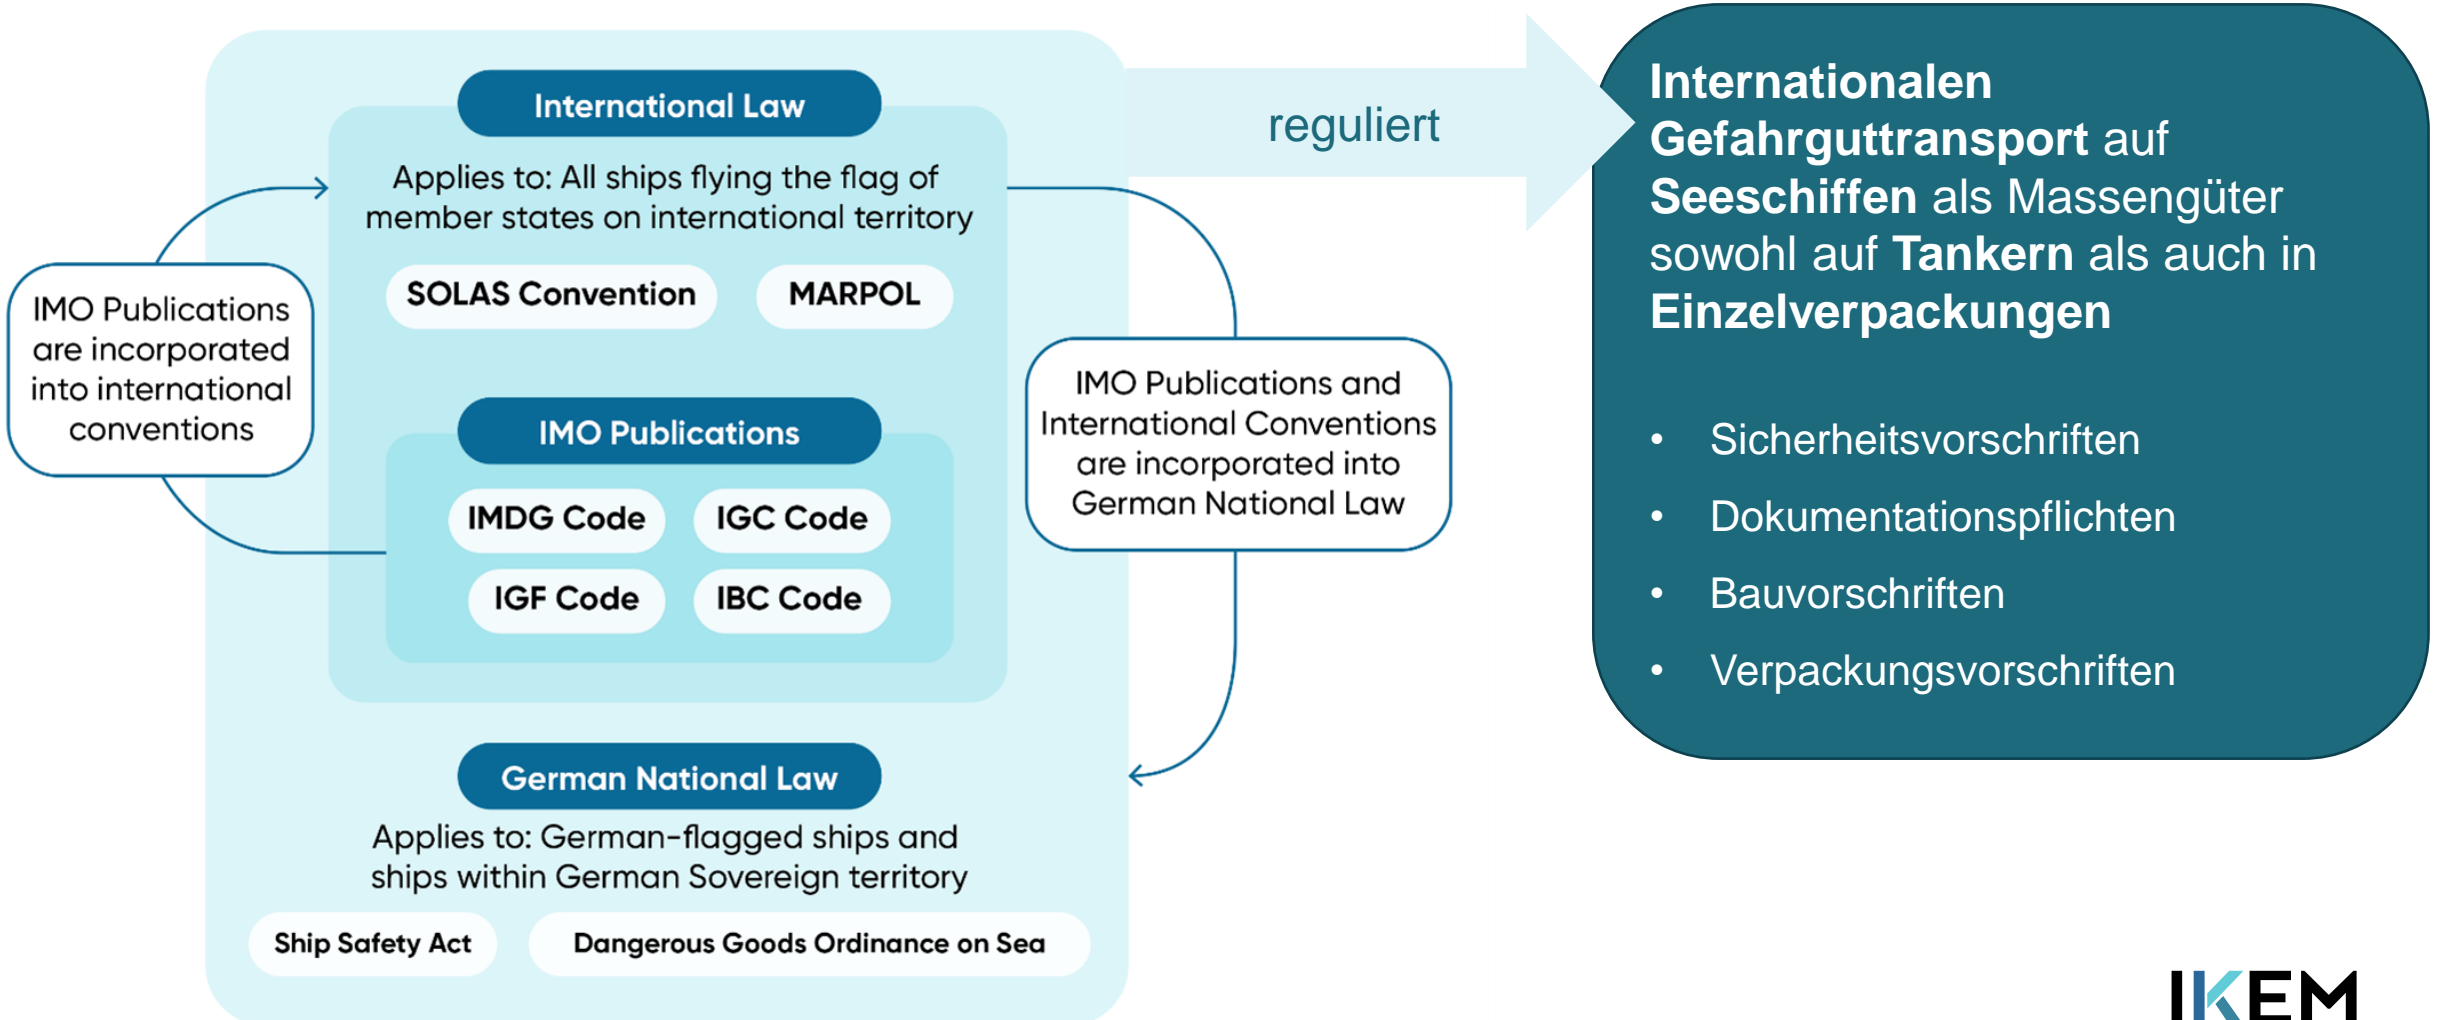 International Law
Applies to: All ships flying the flag of
member states on international territory
SOLAS Convention
MARPOL
IMO Publications
are incorporated
into international
conventions
IMO Publications
IMDG Code
IGC Code
IGF Code
IBC Code
IMO Publications and
International Conventions
are incorporated into
German National Law
German National Law
Applies to: German-flagged ships and
ships within German Sovereign territory
Ship Safety Act
Dangerous Goods Ordinance on Sea
reguliert
Internationalen
Gefahrguttransport auf
Seeschiffen als Massengüter
sowohl auf Tankern als auch in
Einzelverpackungen
• Sicherheitsvorschriften
• Dokumentationspflichten
• Bauvorschriften
• Verpackungsvorschriften
IKEM